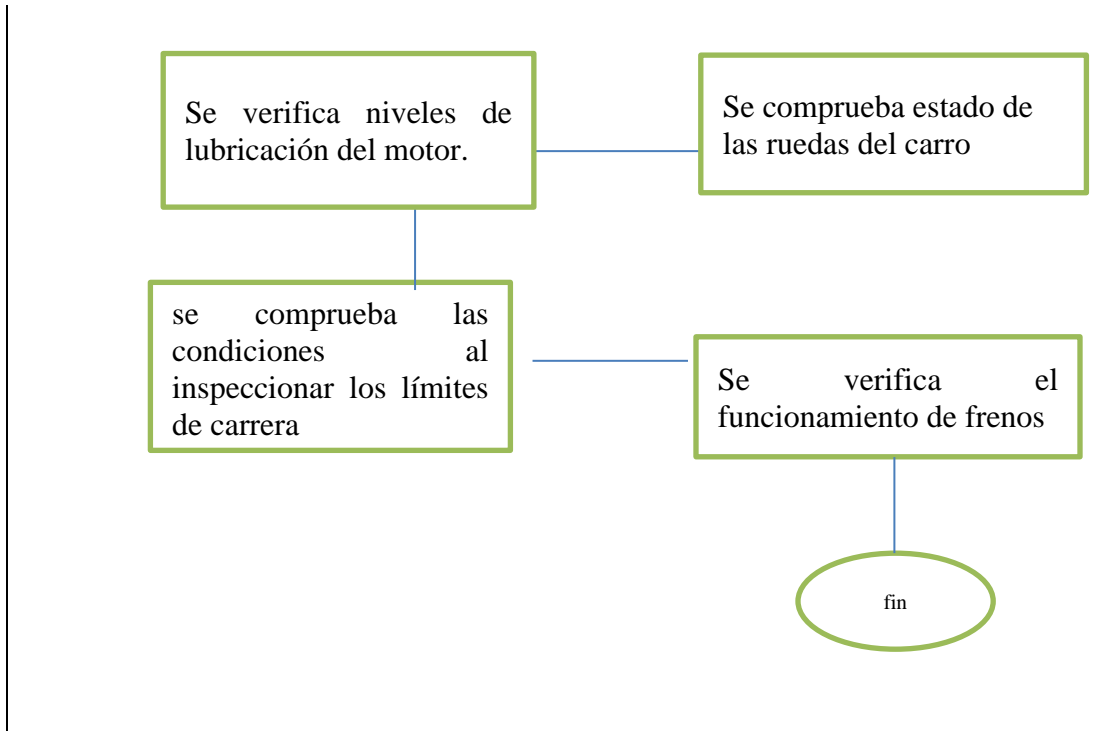 Se verifica niveles de
lubricación del motor.
Se comprueba estado de
las ruedas del carro
se comprueba las
condiciones al
inspeccionar los límites
de carrera
Se verifica el
funcionamiento de frenos
fin